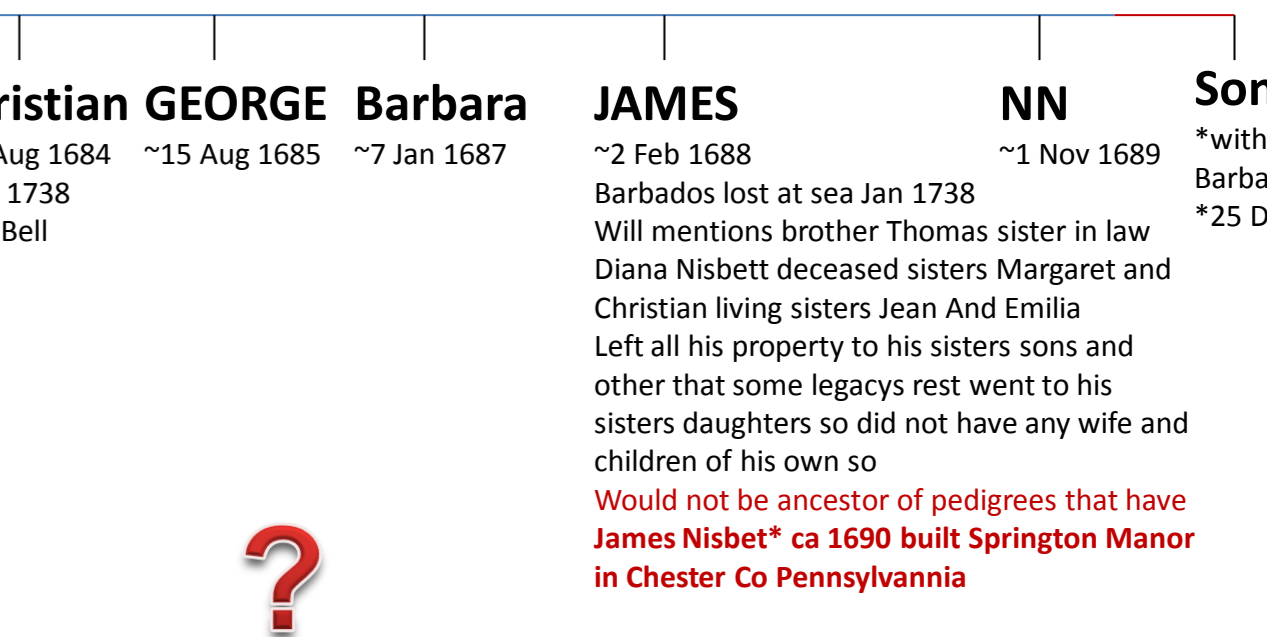 ristian GEORGE Barbara JAMES NN Son
Aug 1684 ~15 Aug 1685 ~7 Jan 1687 ~2 Feb 1688 ~1 Nov 1689 *with
1738 Barbados lost at sea Jan 1738 Barba
Bell Will mentions brother Thomas sister in law *25 D
Diana Nisbett deceased sisters Margaret and
Christian living sisters Jean And Emilia
Left all his property to his sisters sons and
other that some legacys rest went to his
sisters daughters so did not have any wife and
children of his own so
Would not be ancestor of pedigrees that have
James Nisbet* ca 1690 built Springton Manor
in Chester Co Pennsylvannia
?